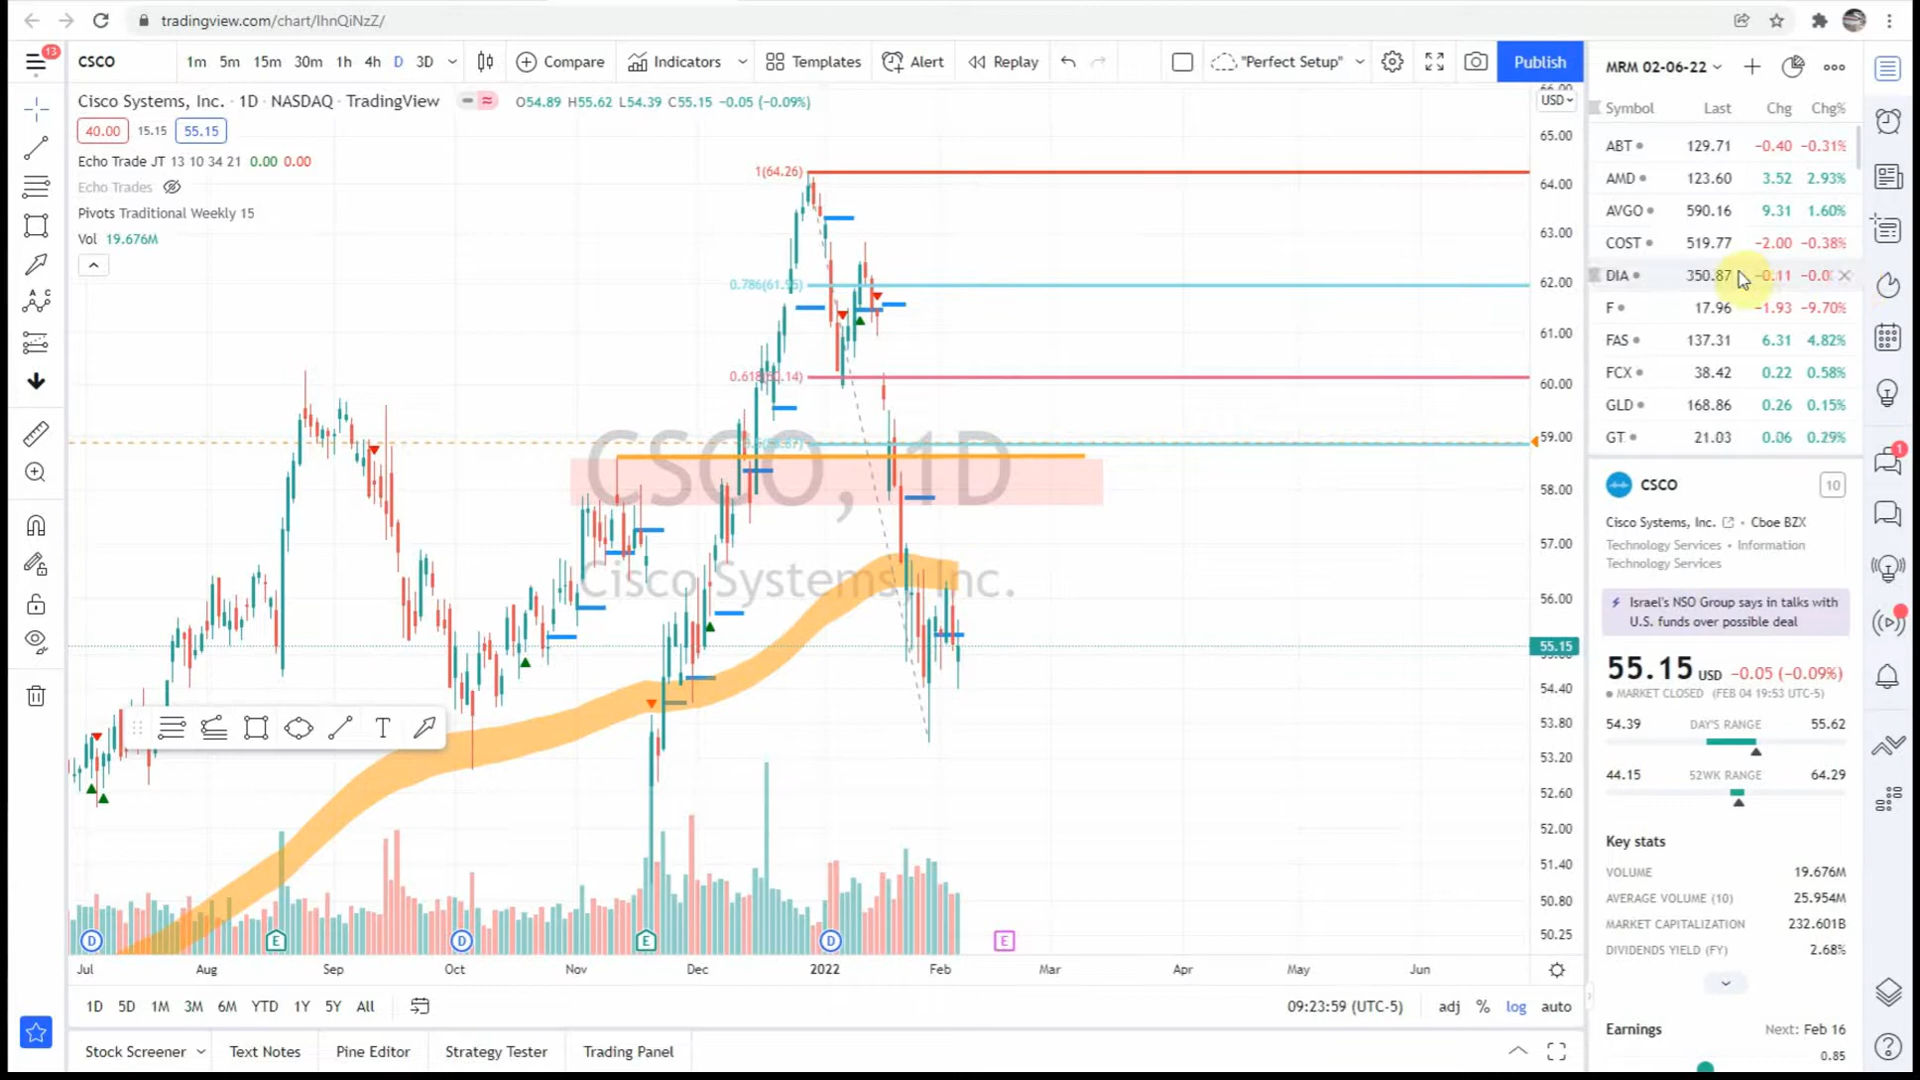 tradingview.com/chart/IhnQiNzZ/
13
CSCO
1m 5m 15m 30m 1h 4h D 3D
Compare
Indicators
Templates
Alert
Replay
"Perfect Setup"
Publish
Cisco Systems, Inc. · 1D · NASDAQ · TradingView
O54.89 H55.62 L54.39 C55.15 −0.05 (−0.09%)
40.00 15.15 55.15
Echo Trade JT 13 10 34 21 0.00 0.00
Echo Trades
Pivots Traditional Weekly 15
Vol 19.676M
1(64.26)
CSCO, 1D
Cisco Systems, Inc.
USD
66.00
65.00
64.00
63.00
62.00
61.00
60.00
59.00
58.00
57.00
56.00
55.15
55.00
54.40
53.80
53.20
52.60
52.00
51.40
50.80
50.25
T
D E D E D E
Jul Aug Sep Oct Nov Dec 2022 Feb Mar Apr May Jun
1D 5D 1M 3M 6M YTD 1Y 5Y All
09:23:59 (UTC-5) adj % log auto
Stock Screener Text Notes Pine Editor Strategy Tester Trading Panel
MRM 02-06-22
Symbol Last Chg Chg%
ABT 129.71 −0.40 −0.31%
AMD 123.60 3.52 2.93%
AVGO 590.16 9.31 1.60%
COST 519.77 −2.00 −0.38%
DIA 350.87 −0.11
F 17.96 −1.93 −9.70%
FAS 137.31 6.31 4.82%
FCX 38.42 0.22 0.58%
GLD 168.86 0.26 0.15%
GT 21.03 0.06 0.29%
CSCO 10
Cisco Systems, Inc. • Cboe BZX
Technology Services • Information
Technology Services
Israel's NSO Group says in talks with
U.S. funds over possible deal
55.15 USD −0.05 (−0.09%)
MARKET CLOSED (FEB 04 19:53 UTC-5)
54.39 DAY'S RANGE 55.62
44.15 52WK RANGE 64.29
Key stats
VOLUME 19.676M
AVERAGE VOLUME (10) 25.954M
MARKET CAPITALIZATION 232.601B
DIVIDENDS YIELD (FY) 2.68%
Earnings Next: Feb 16
0.85
1